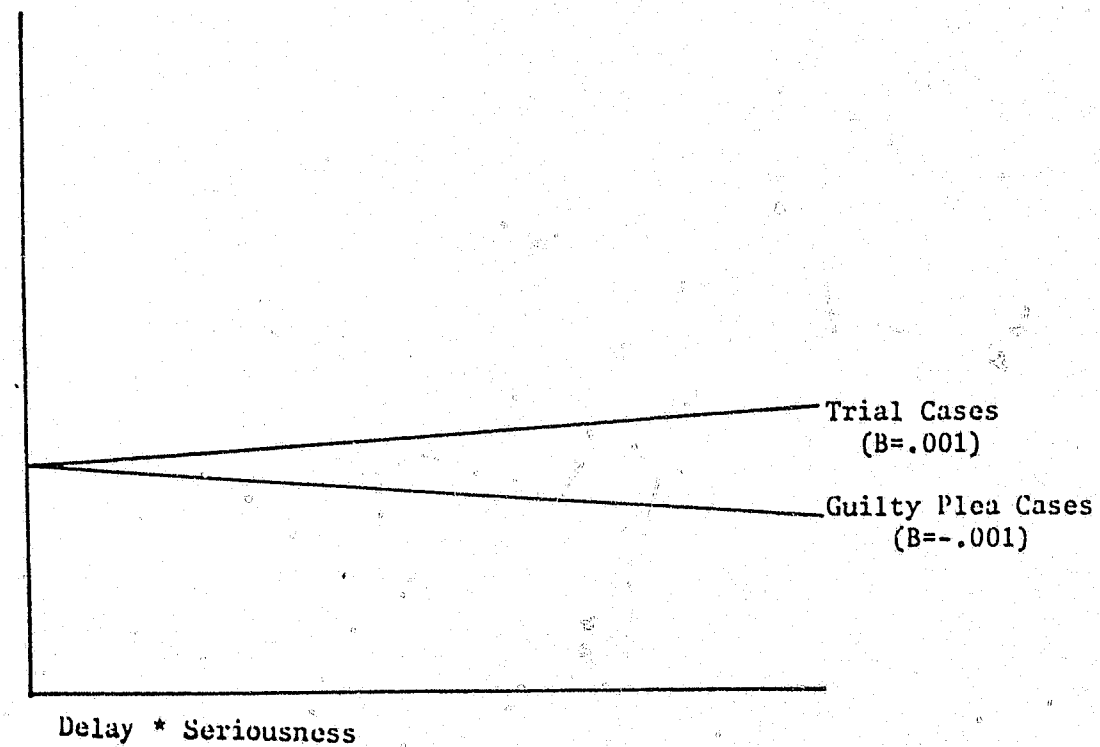 Trial Cases
(B=.001)
Guilty Plea Cases
(B=-.001)
Delay * Seriousness